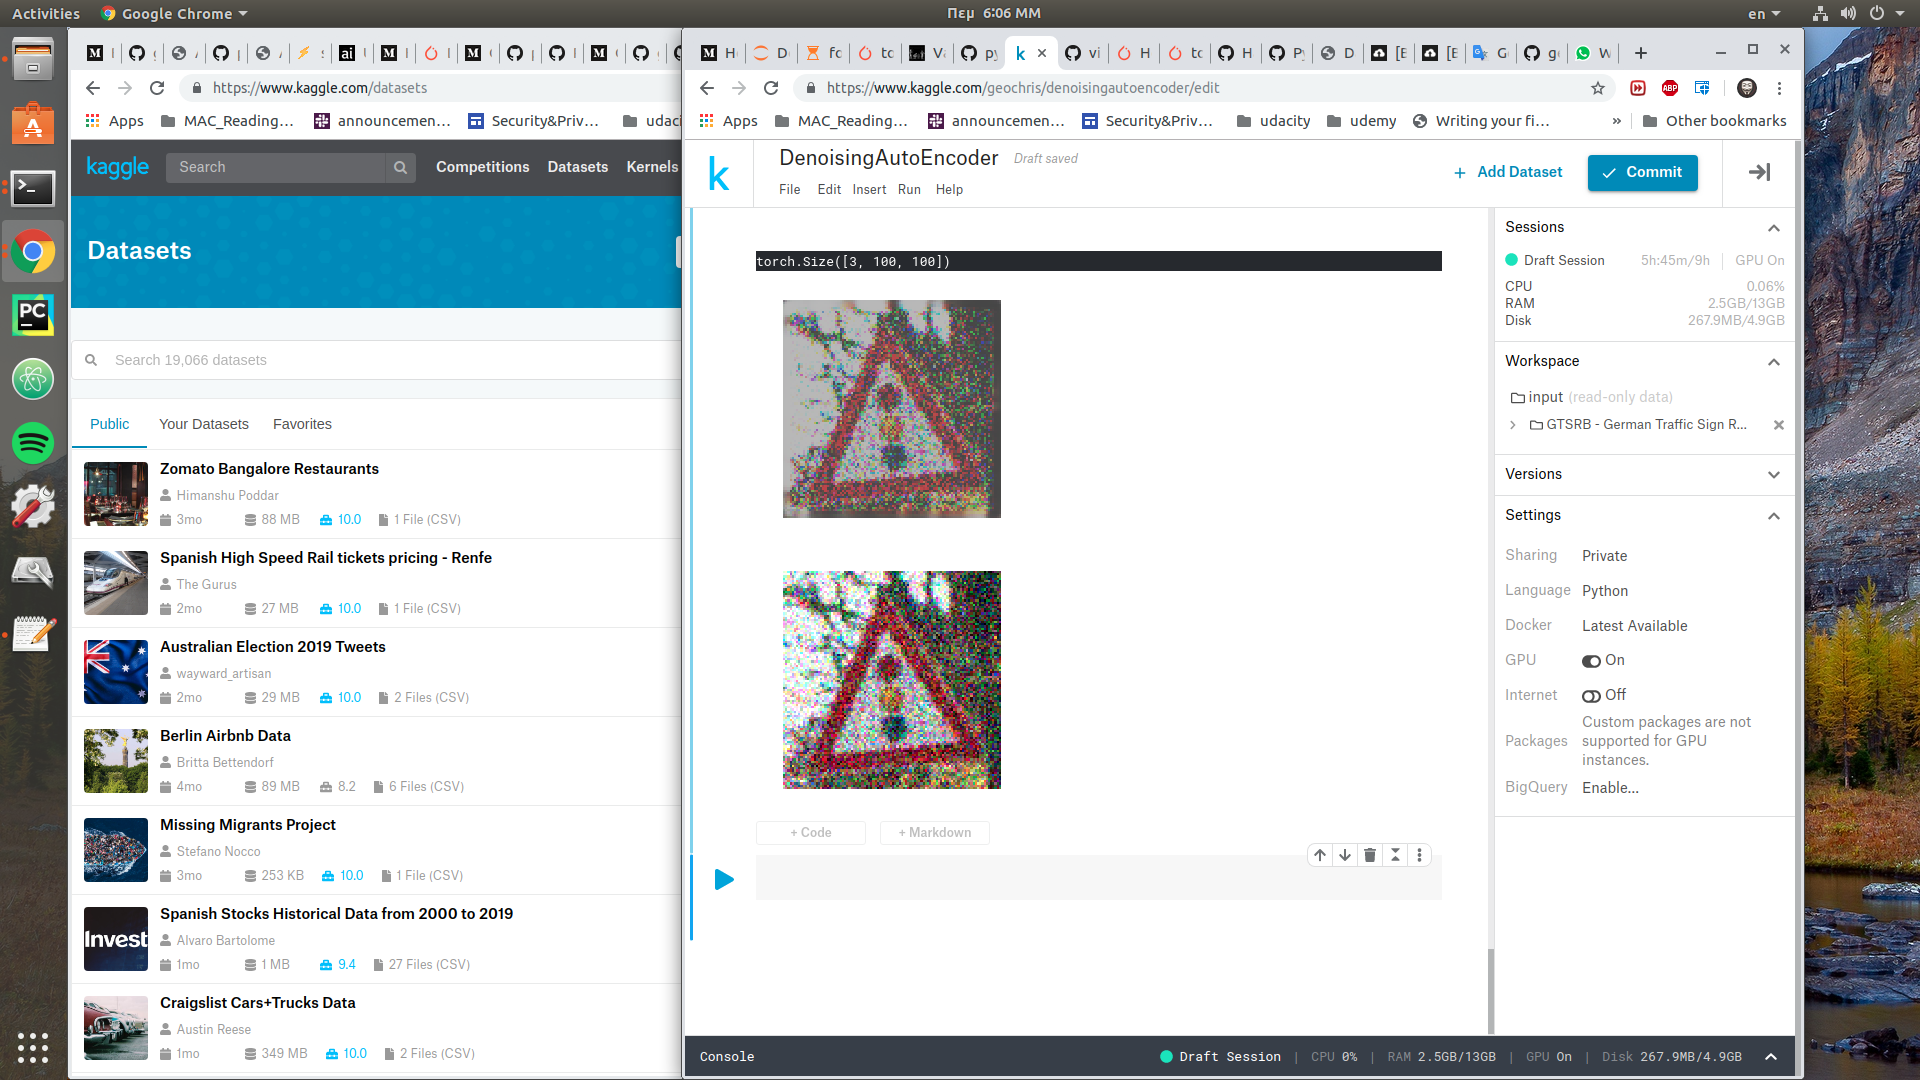 Activities
Google Chrome
Πεμ 6:06 MM
en
https://www.kaggle.com/datasets
Apps
MAC_Reading...
announcemen...
Security&Priv...
udaci
kaggle
Search
Competitions
Datasets
Kernels
Datasets
Search 19,066 datasets
Public
Your Datasets
Favorites
Zomato Bangalore Restaurants
Himanshu Poddar
3mo
88 MB
10.0
1 File (CSV)
Spanish High Speed Rail tickets pricing - Renfe
The Gurus
2mo
27 MB
10.0
1 File (CSV)
Australian Election 2019 Tweets
wayward_artisan
2mo
29 MB
10.0
2 Files (CSV)
Berlin Airbnb Data
Britta Bettendorf
4mo
89 MB
8.2
6 Files (CSV)
Missing Migrants Project
Stefano Nocco
3mo
253 KB
10.0
1 File (CSV)
Invest
Spanish Stocks Historical Data from 2000 to 2019
Alvaro Bartolome
1mo
1 MB
9.4
27 Files (CSV)
Craigslist Cars+Trucks Data
Austin Reese
1mo
349 MB
10.0
2 Files (CSV)
https://www.kaggle.com/geochris/denoisingautoencoder/edit
ABP
Apps
MAC_Reading...
announcemen...
Security&Priv...
udacity
udemy
Writing your fi...
»
Other bookmarks
k
DenoisingAutoEncoder
Draft saved
File
Edit
Insert
Run
Help
+ Add Dataset
Commit
torch.Size([3, 100, 100])
+ Code
+ Markdown
Sessions
Draft Session
5h:45m/9h
GPU On
CPU
0.06%
RAM
2.5GB/13GB
Disk
267.9MB/4.9GB
Workspace
input (read-only data)
GTSRB - German Traffic Sign R...
Versions
Settings
Sharing
Private
Language
Python
Docker
Latest Available
GPU
On
Internet
Off
Packages
Custom packages are not
supported for GPU
instances.
BigQuery
Enable...
Console
Draft Session | CPU 0% | RAM 2.5GB/13GB | GPU On | Disk 267.9MB/4.9GB
PC